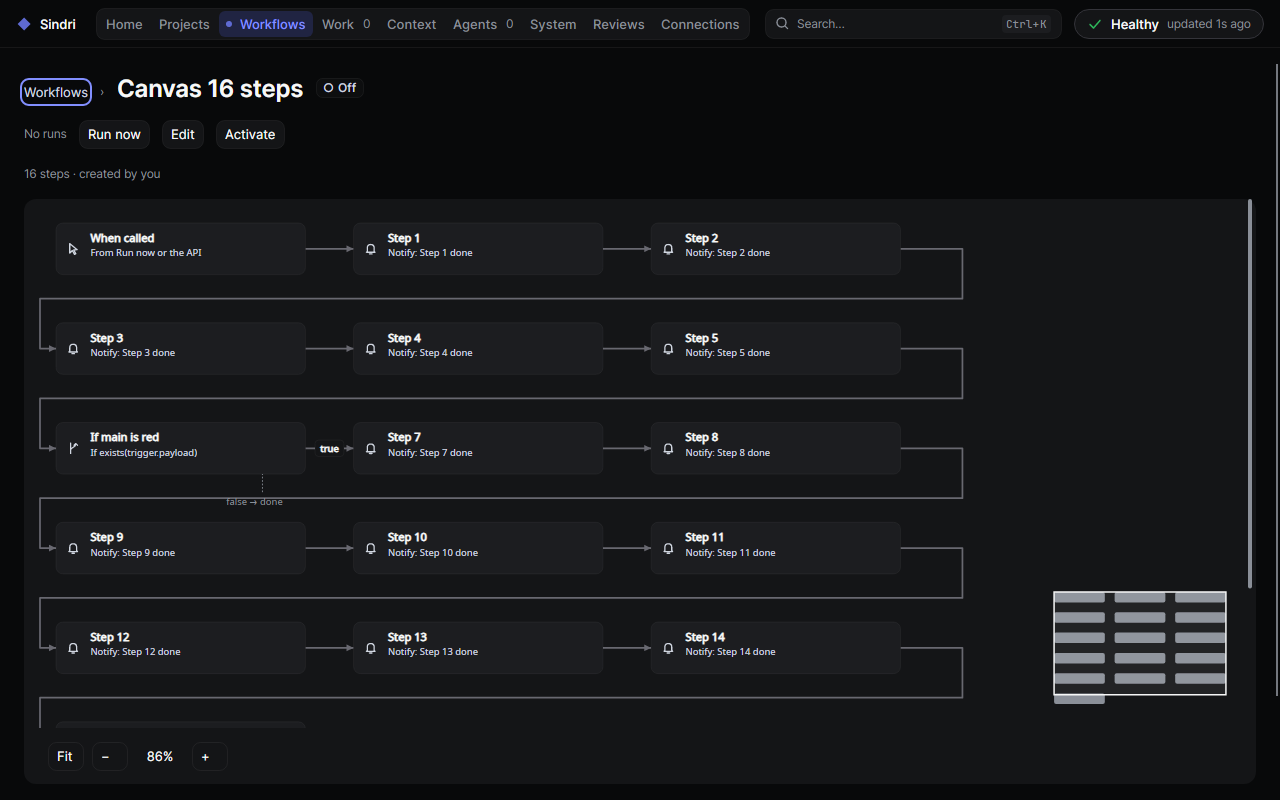 Sindri
Home Projects Workflows Work 0 Context Agents 0 System Reviews Connections
Search... Ctrl+K
Healthy updated 1s ago
Workflows › Canvas 16 steps Off
No runs Run now Edit Activate
16 steps · created by you
When called
From Run now or the API
Step 1
Notify: Step 1 done
Step 2
Notify: Step 2 done
Step 3
Notify: Step 3 done
Step 4
Notify: Step 4 done
Step 5
Notify: Step 5 done
If main is red
If exists(trigger.payload)
true
Step 7
Notify: Step 7 done
Step 8
Notify: Step 8 done
false → done
Step 9
Notify: Step 9 done
Step 10
Notify: Step 10 done
Step 11
Notify: Step 11 done
Step 12
Notify: Step 12 done
Step 13
Notify: Step 13 done
Step 14
Notify: Step 14 done
Fit − 86% +